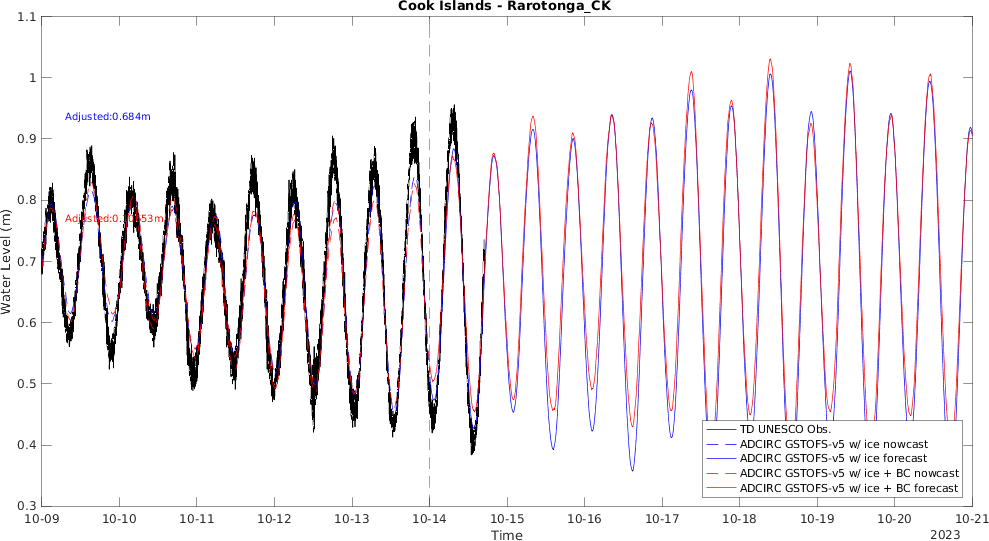 Cook Islands - Rarotonga_CK
1.1
1
0.9
0.8
0.7
0.6
0.5
0.4
0.3
Water Level (m)
Adjusted:0.684m
TD UNESCO Obs.
ADCIRC GSTOFS-v5 w/ ice nowcast
ADCIRC GSTOFS-v5 w/ ice forecast
ADCIRC GSTOFS-v5 w/ ice + BC nowcast
ADCIRC GSTOFS-v5 w/ ice + BC forecast
10-09 10-10 10-11 10-12 10-13 10-14 10-15 10-16 10-17 10-18 10-19 10-20 10-21
Time
2023